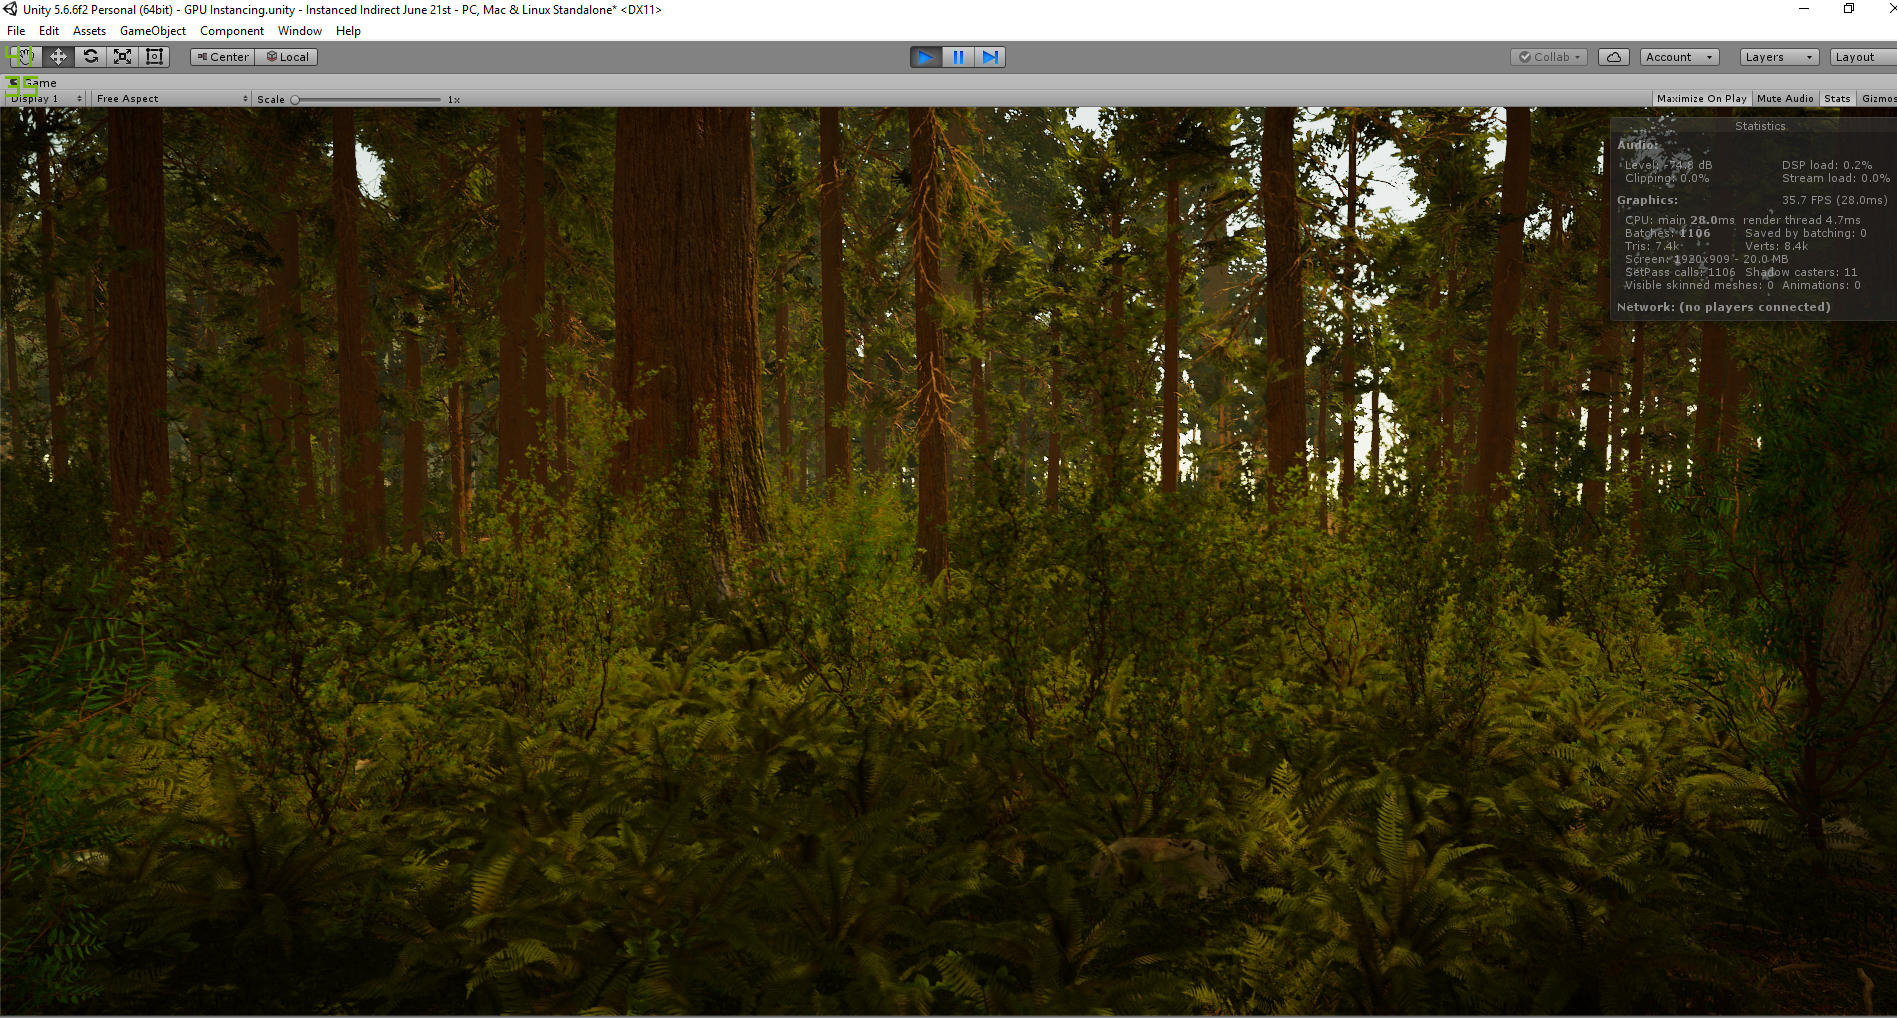 Unity 5.6.6f2 Personal (64bit) - GPU Instancing.unity - Instanced Indirect June 21st - PC, Mac & Linux Standalone* <DX11>
File Edit Assets GameObject Component Window Help
40
Center Local
Collab Account Layers Layout
35
Game
Display 1 Free Aspect Scale 1x
Maximize On Play Mute Audio Stats Gizmos
Statistics
Audio:
Level: -74.8 dB DSP load: 0.2%
Clipping: 0.0% Stream load: 0.0%
Graphics: 35.7 FPS (28.0ms)
CPU: main 28.0ms render thread 4.7ms
Batches: 1106 Saved by batching: 0
Tris: 7.4k Verts: 8.4k
Screen: 1920x909 - 20.0 MB
SetPass calls: 1106 Shadow casters: 11
Visible skinned meshes: 0 Animations: 0
Network: (no players connected)